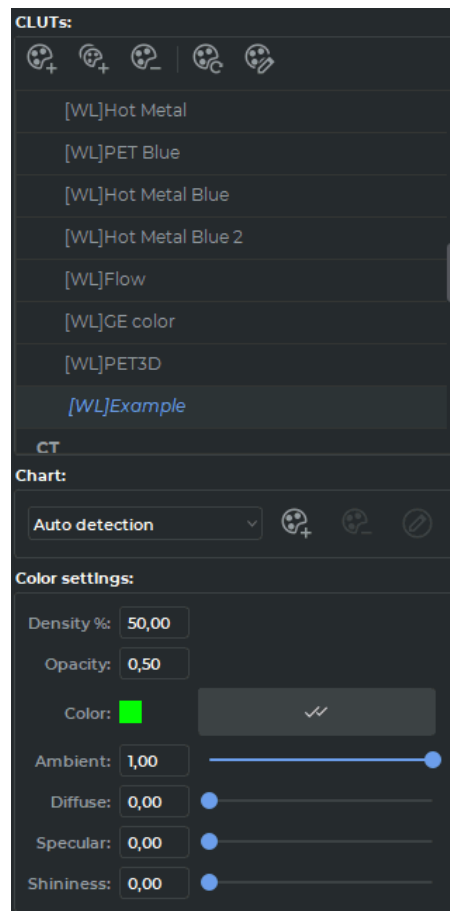 CLUTs:
[WL]Hot Metal
[WL]PET Blue
[WL]Hot Metal Blue
[WL]Hot Metal Blue 2
[WL]Flow
[WL]GE color
[WL]PET3D
[WL]Example
CT
Chart:
Auto detection
Color settings:
Density %: 50,00
Opacity: 0,50
Color:
Ambient: 1,00
Diffuse: 0,00
Specular: 0,00
Shininess: 0,00